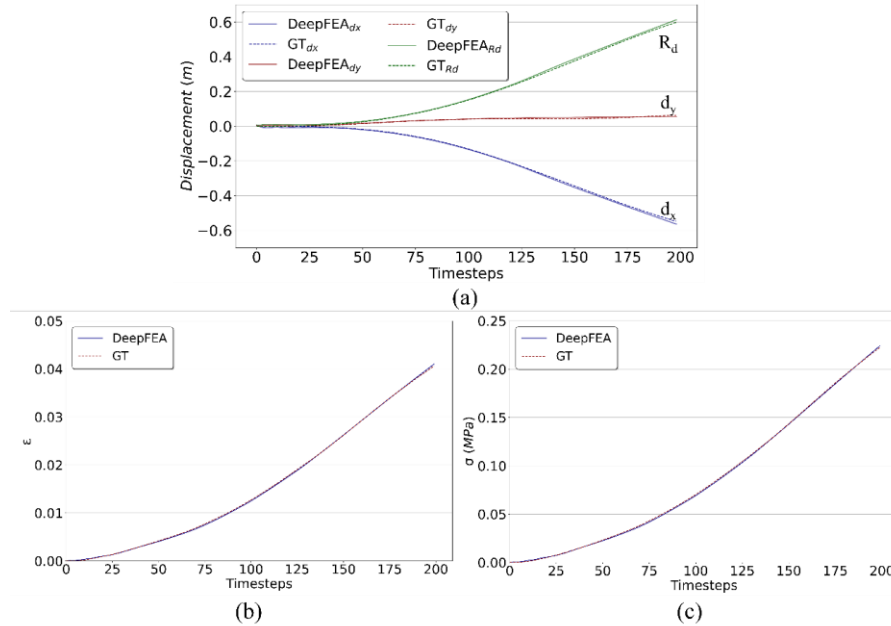 DeepFEA_dx
GT_dx
DeepFEA_dy
GT_dy
DeepFEA_Rd
GT_Rd
Displacement (m)
0.6
0.4
0.2
0.0
−0.2
−0.4
−0.6
R_d
d_y
d_x
0 25 50 75 100 125 150 175 200
Timesteps
(a)
DeepFEA
GT
ε
0.05
0.04
0.03
0.02
0.01
0.00
0 25 50 75 100 125 150 175 200
Timesteps
(b)
DeepFEA
GT
σ (MPa)
0.25
0.20
0.15
0.10
0.05
0.00
0 25 50 75 100 125 150 175 200
Timesteps
(c)